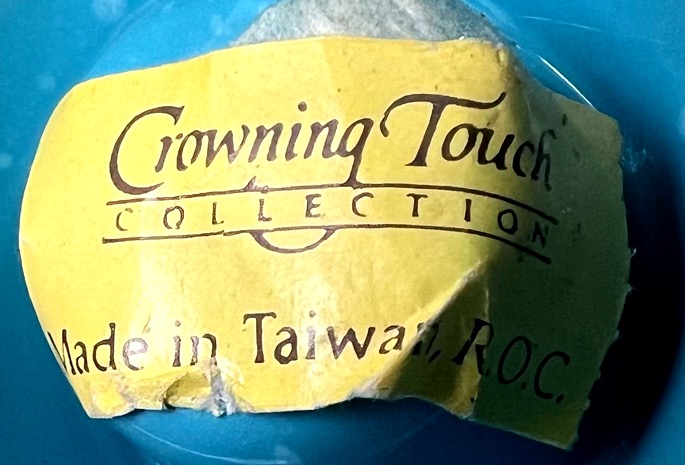 Crowning Touch
COLLECTION
Made in Taiwan, R.O.C.